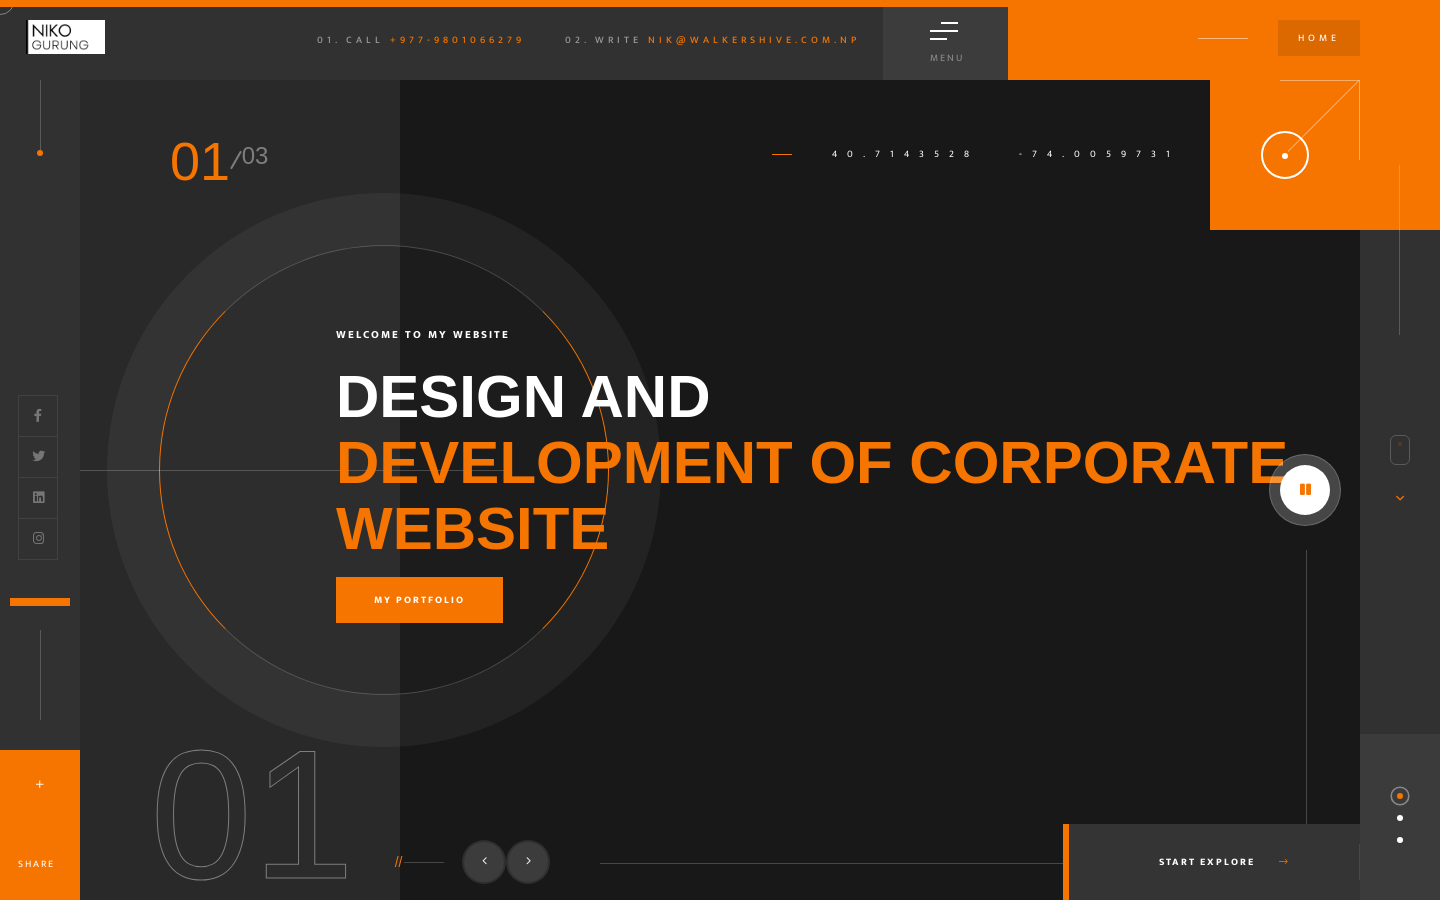 NIKO
GURUNG
01. CALL +977-9801066279
02. WRITE NIK@WALKERSHIVE.COM.NP
MENU
HOME
01/03
40.7143528
-74.0059731
WELCOME TO MY WEBSITE
DESIGN AND
DEVELOPMENT OF CORPORATE
WEBSITE
MY PORTFOLIO
01
//
START EXPLORE →
+
SHARE